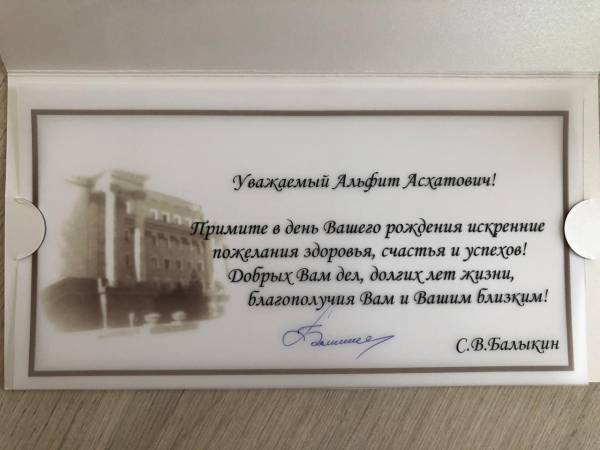 Уважаемый Альфит Асхатович!
Примите в день Вашего рождения искренние
пожелания здоровья, счастья и успехов!
Добрых Вам дел, долгих лет жизни,
благополучия Вам и Вашим близким!
С.В.Балыкин